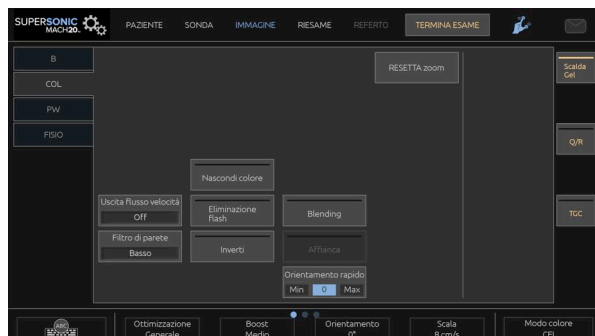 SUPERSONIC
MACH20
PAZIENTE
SONDA
IMMAGINE
RIESAME
REFERTO
TERMINA ESAME
B
COL
PW
FISIO
RESETTA zoom
Scalda
Gel
Q/R
TGC
Nascondi colore
Uscita flusso velocità
Off
Eliminazione
flash
Blending
Filtro di parete
Basso
Inverti
Affianca
Orientamento rapido
Min 0 Max
ABC
Ottimizzazione
Generale
Boost
Medio
Orientamento
0°
Scala
8 cm/s
Modo colore
CFI